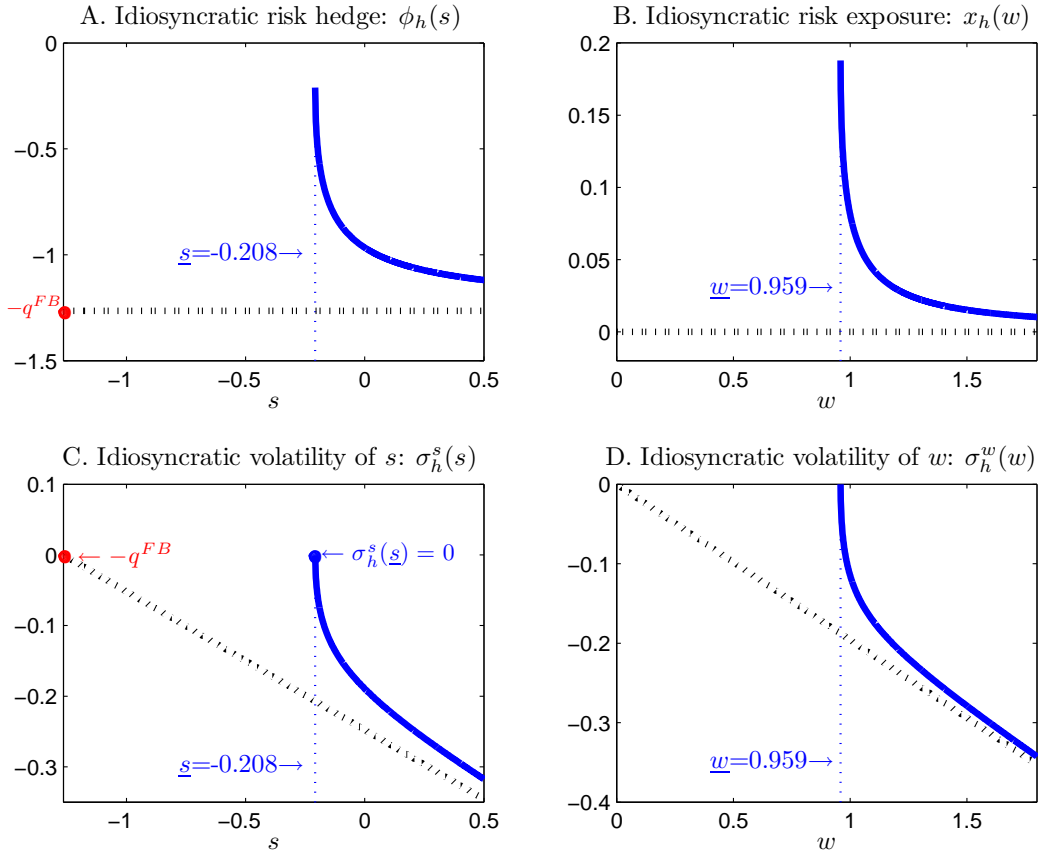 A. Idiosyncratic risk hedge: ϕ_h(s)
0
−0.5
−1
−1.5
−q^{FB}
s=-0.208→
−1
−0.5
0
0.5
s
B. Idiosyncratic risk exposure: x_h(w)
0.2
0.15
0.1
0.05
0
w=0.959→
0
0.5
1
1.5
w
C. Idiosyncratic volatility of s: σ_h^s(s)
0.1
0
−0.1
−0.2
−0.3
← −q^{FB}
← σ_h^s(s) = 0
s=-0.208→
−1
−0.5
0
0.5
s
D. Idiosyncratic volatility of w: σ_h^w(w)
0
−0.1
−0.2
−0.3
−0.4
w=0.959→
0
0.5
1
1.5
w